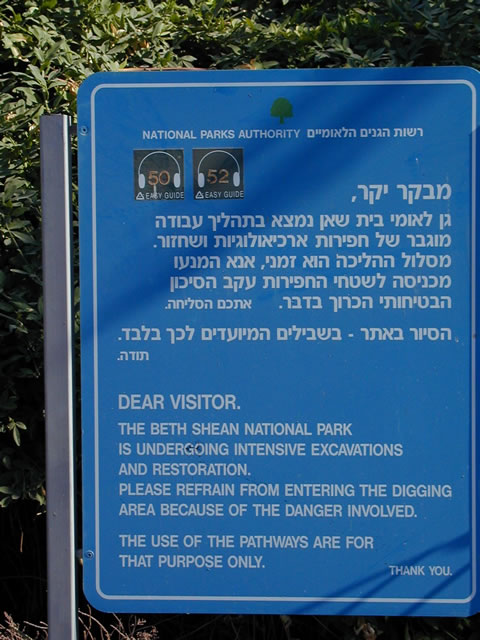 NATIONAL PARKS AUTHORITY רשות הגנים הלאומיים
50 52
EASY GUIDE EASY GUIDE
מבקר יקר,
גן לאומי בית שאן נמצא בתהליך עבודה
מוגבר של חפירות ארכיאולוגיות ושחזור.
מסלול ההליכה הוא זמני, אנא המנעו
מכניסה לשטחי החפירות עקב הסיכון
הבטיחותי הכרוך בדבר. אתכם הסליחה.
הסיור באתר - בשבילים המיועדים לכך בלבד.
תודה.
DEAR VISITOR.
THE BETH SHEAN NATIONAL PARK
IS UNDERGOING INTENSIVE EXCAVATIONS
AND RESTORATION.
PLEASE REFRAIN FROM ENTERING THE DIGGING
AREA BECAUSE OF THE DANGER INVOLVED.
THE USE OF THE PATHWAYS ARE FOR
THAT PURPOSE ONLY.
THANK YOU.